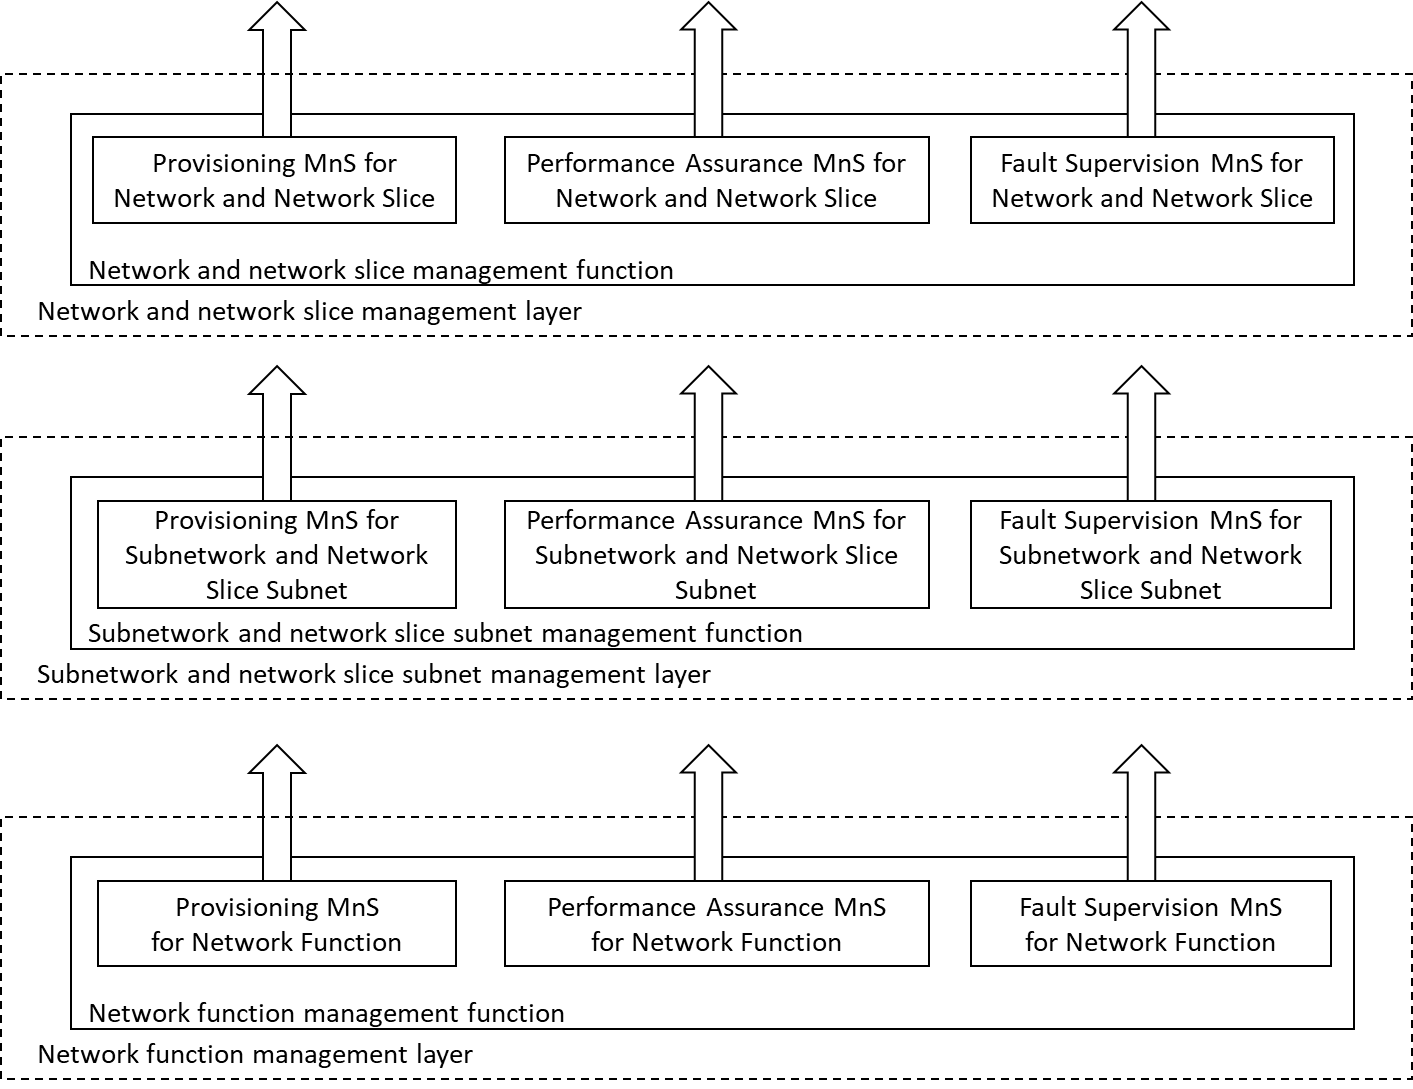 Provisioning MnS for
Network and Network Slice
Performance Assurance MnS for
Network and Network Slice
Fault Supervision MnS for
Network and Network Slice
Network and network slice management function
Network and network slice management layer
Provisioning MnS for
Subnetwork and Network
Slice Subnet
Performance Assurance MnS for
Subnetwork and Network Slice
Subnet
Fault Supervision MnS for
Subnetwork and Network
Slice Subnet
Subnetwork and network slice subnet management function
Subnetwork and network slice subnet management layer
Provisioning MnS
for Network Function
Performance Assurance MnS
for Network Function
Fault Supervision MnS
for Network Function
Network function management function
Network function management layer